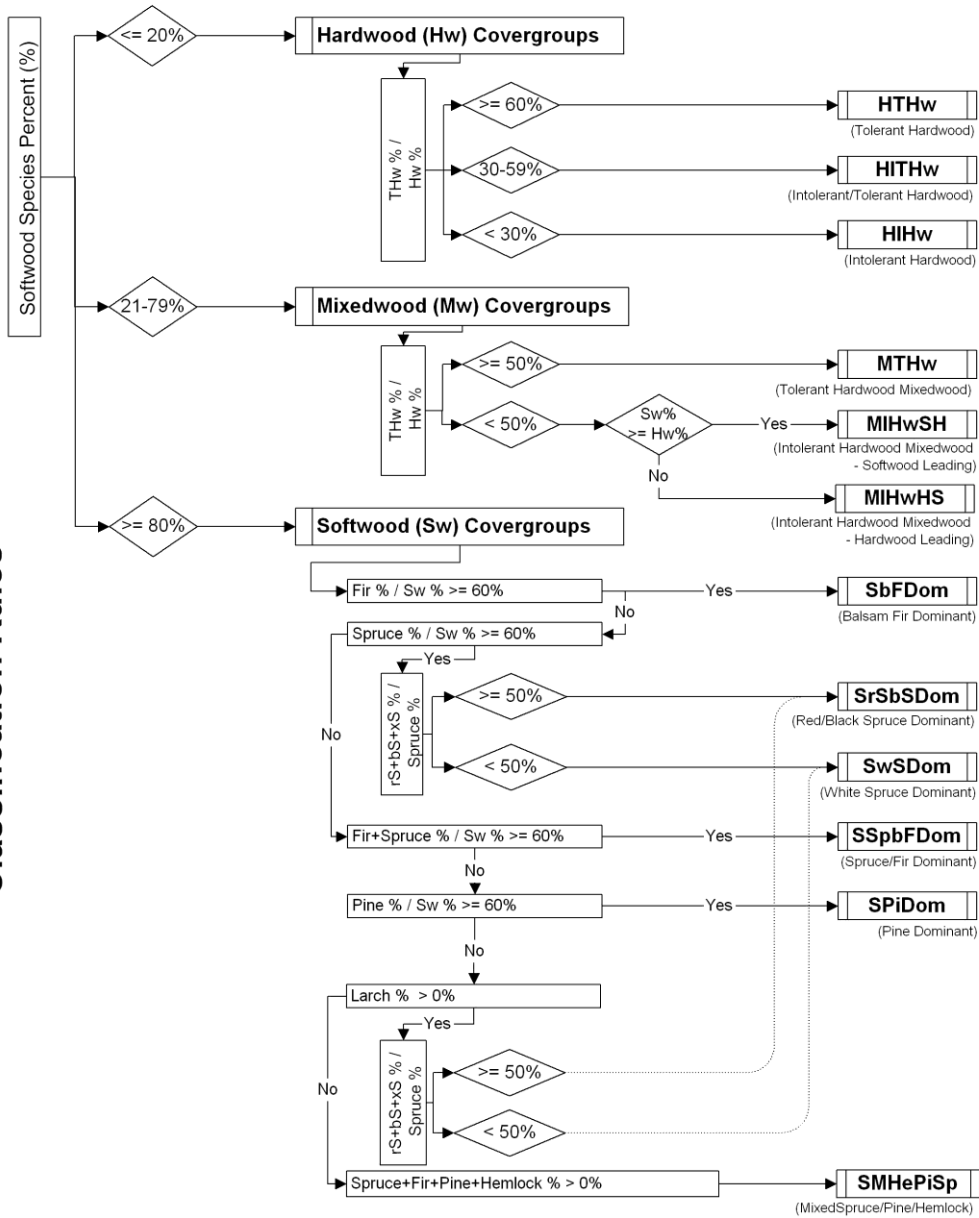 Softwood Species Percent (%)
<= 20%
Hardwood (Hw) Covergroups
THw % /
Hw %
>= 60%
HTHw
(Tolerant Hardwood)
30-59%
HITHw
(Intolerant/Tolerant Hardwood)
< 30%
HIHw
(Intolerant Hardwood)
21-79%
Mixedwood (Mw) Covergroups
THw % /
Hw %
>= 50%
MTHw
(Tolerant Hardwood Mixedwood)
< 50%
Sw%
>= Hw%
Yes
MIHwSH
(Intolerant Hardwood Mixedwood
- Softwood Leading)
No
MIHwHS
(Intolerant Hardwood Mixedwood
- Hardwood Leading)
>= 80%
Softwood (Sw) Covergroups
Fir % / Sw % >= 60%
Yes
SbFDom
(Balsam Fir Dominant)
No
Spruce % / Sw % >= 60%
Yes
rS+bS+xS % /
Spruce %
>= 50%
SrSbSDom
(Red/Black Spruce Dominant)
No
< 50%
SwSDom
(White Spruce Dominant)
Fir+Spruce % / Sw % >= 60%
Yes
SSpbFDom
(Spruce/Fir Dominant)
No
Pine % / Sw % >= 60%
Yes
SPiDom
(Pine Dominant)
No
Larch % > 0%
Yes
rS+bS+xS % /
Spruce %
>= 50%
No
< 50%
Spruce+Fir+Pine+Hemlock % > 0%
SMHePiSp
(MixedSpruce/Pine/Hemlock)